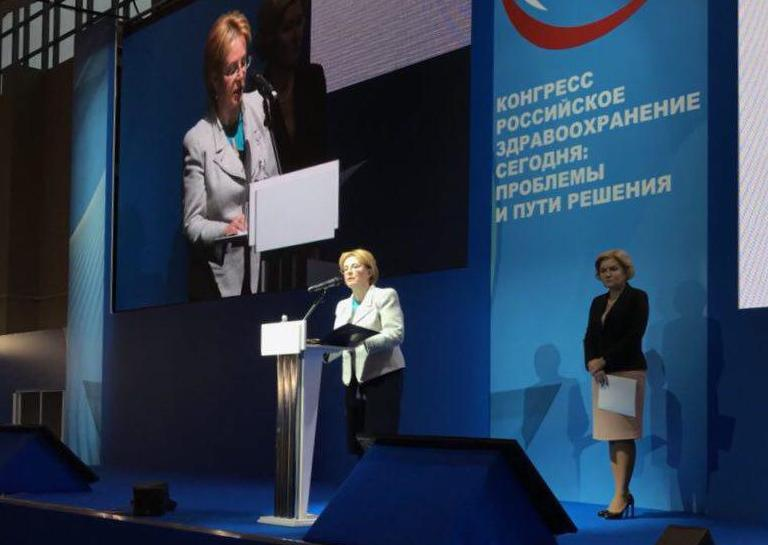 КОНГРЕСС
РОССИЙСКОЕ
ЗДРАВООХРАНЕНИЕ
СЕГОДНЯ:
ПРОБЛЕМЫ
И ПУТИ РЕШЕНИЯ